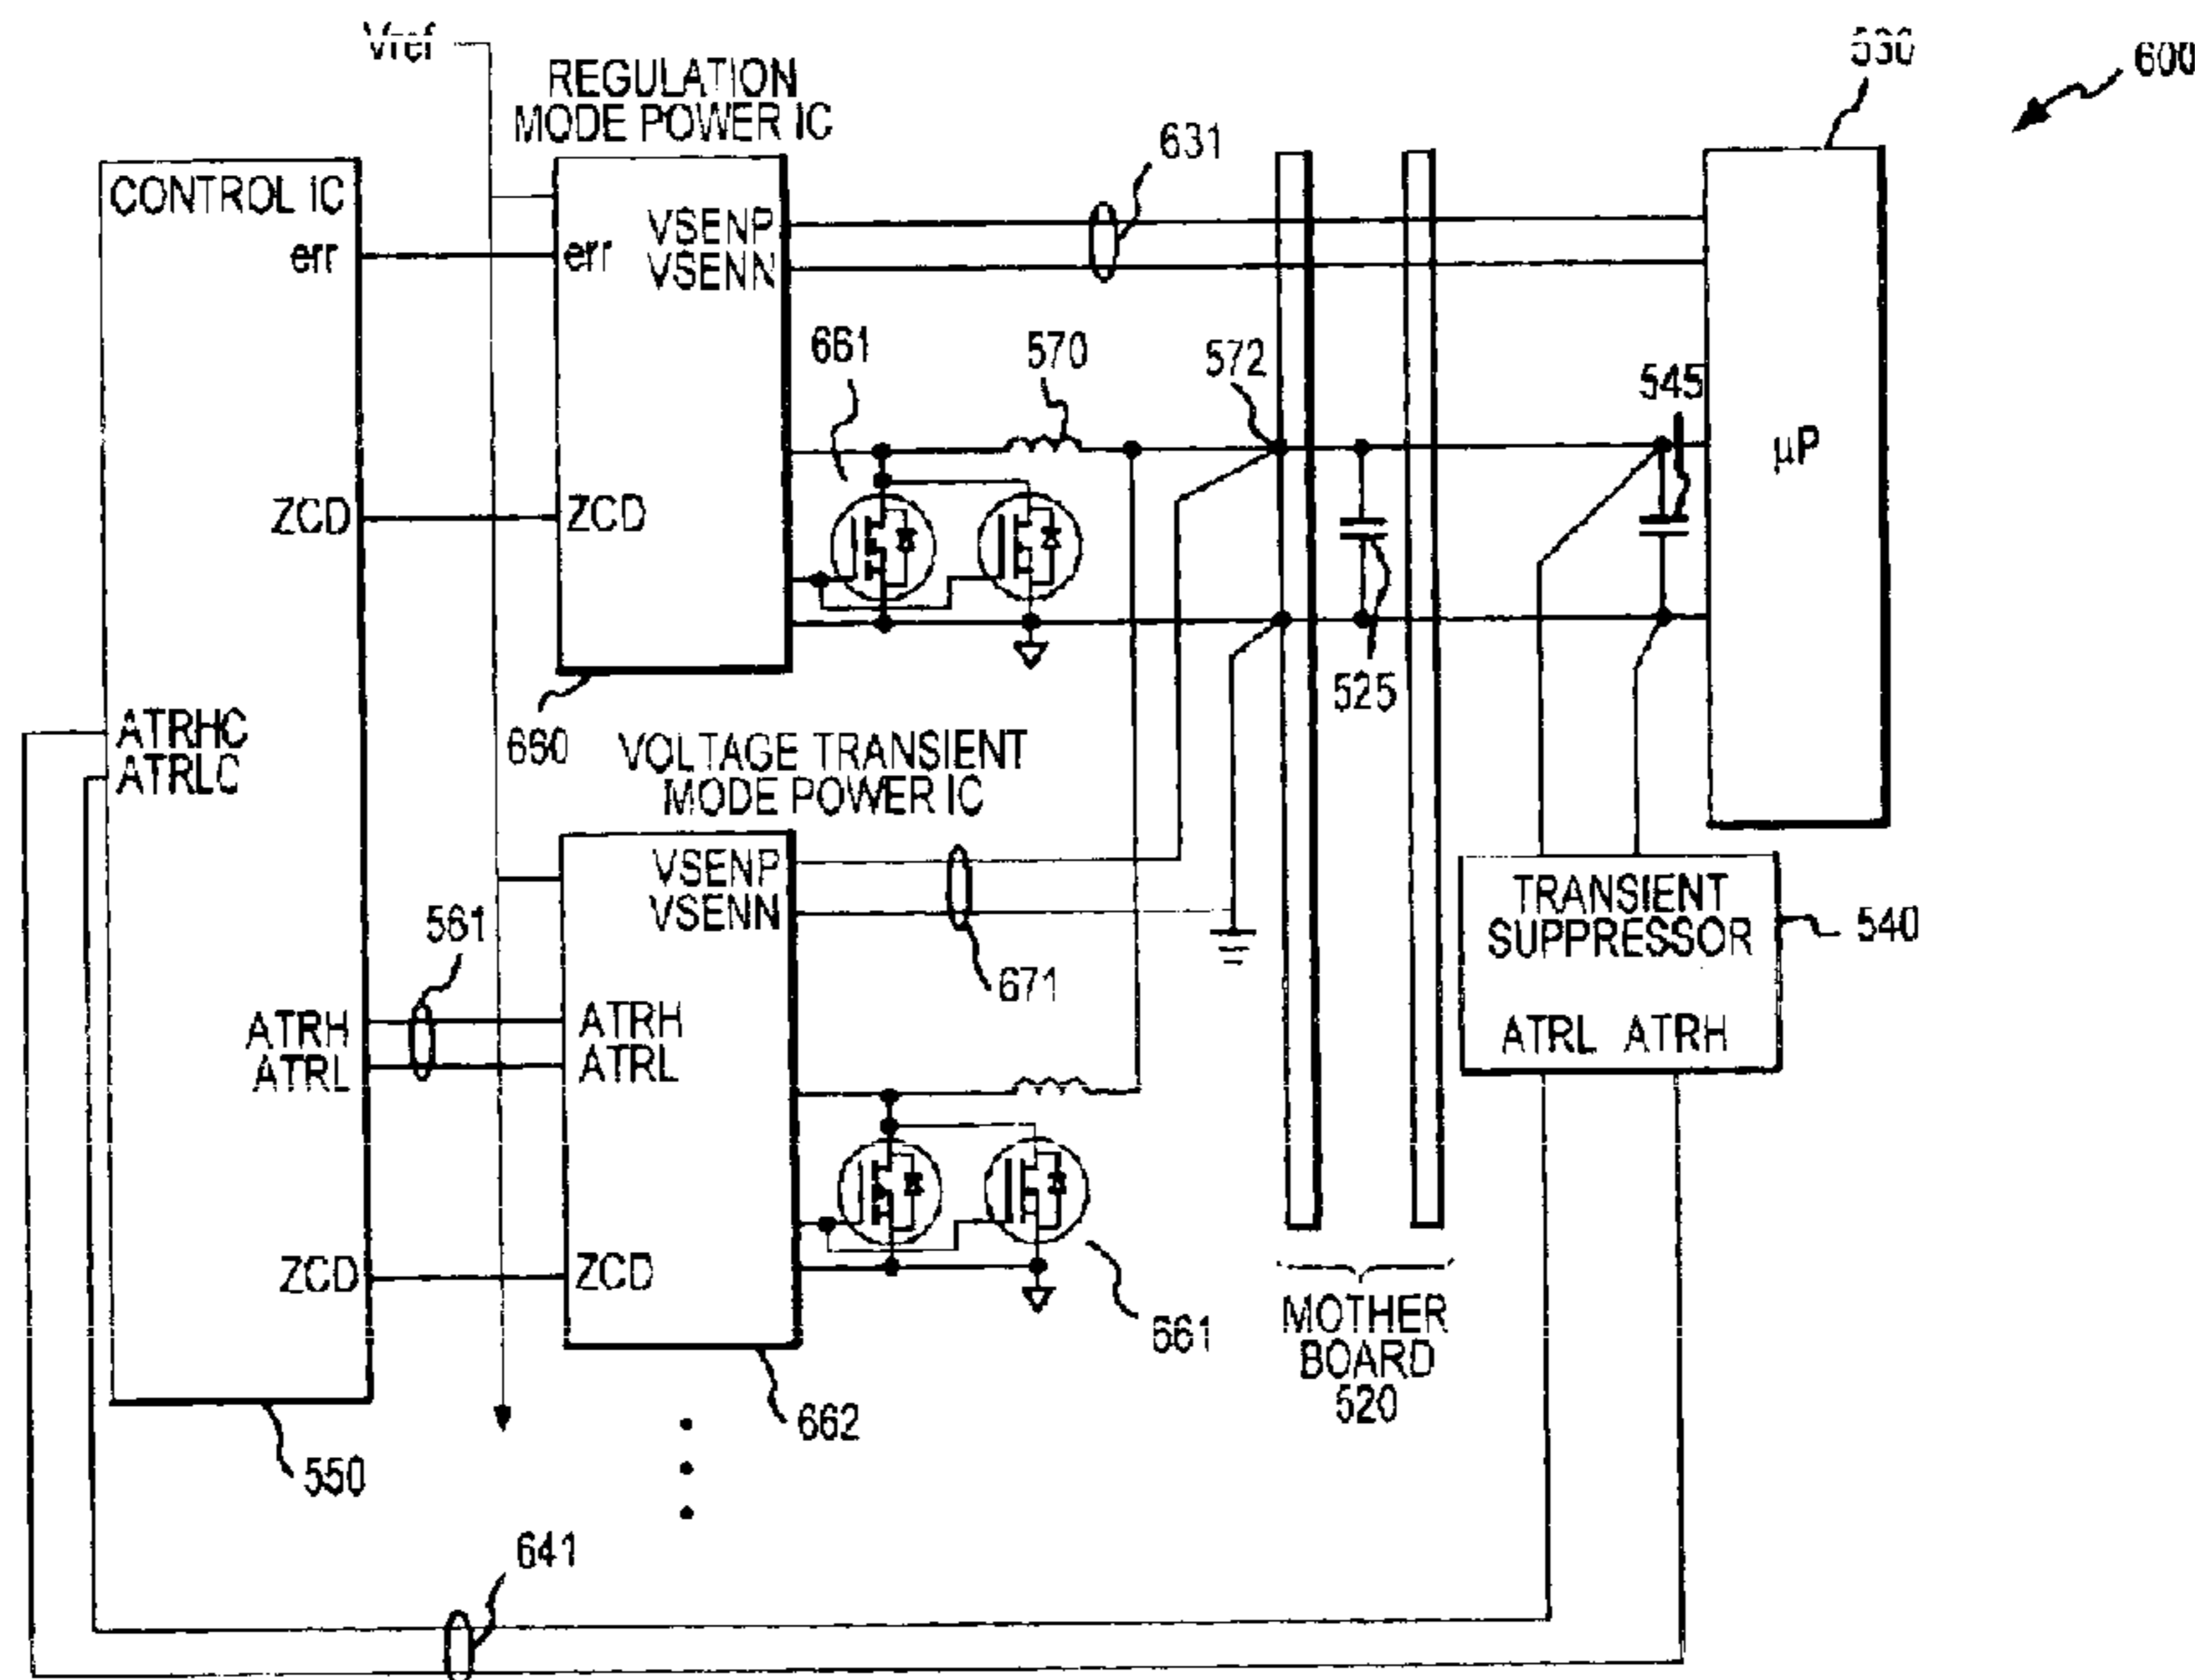 Vref
REGULATION
MODE POWER IC
530
600
631
CONTROL IC
err
err
VSENP
VSENN
661
570
572
545
µP
ZCD
ZCD
525
ATRHC
ATRLC
660
VOLTAGE TRANSIENT
MODE POWER IC
VSENP
VSENN
561
671
TRANSIENT
SUPPRESSOR
540
ATRL ATRH
ATRH
ATRL
ATRH
ATRL
ZCD
ZCD
661
MOTHER
BOARD
520
662
550
641